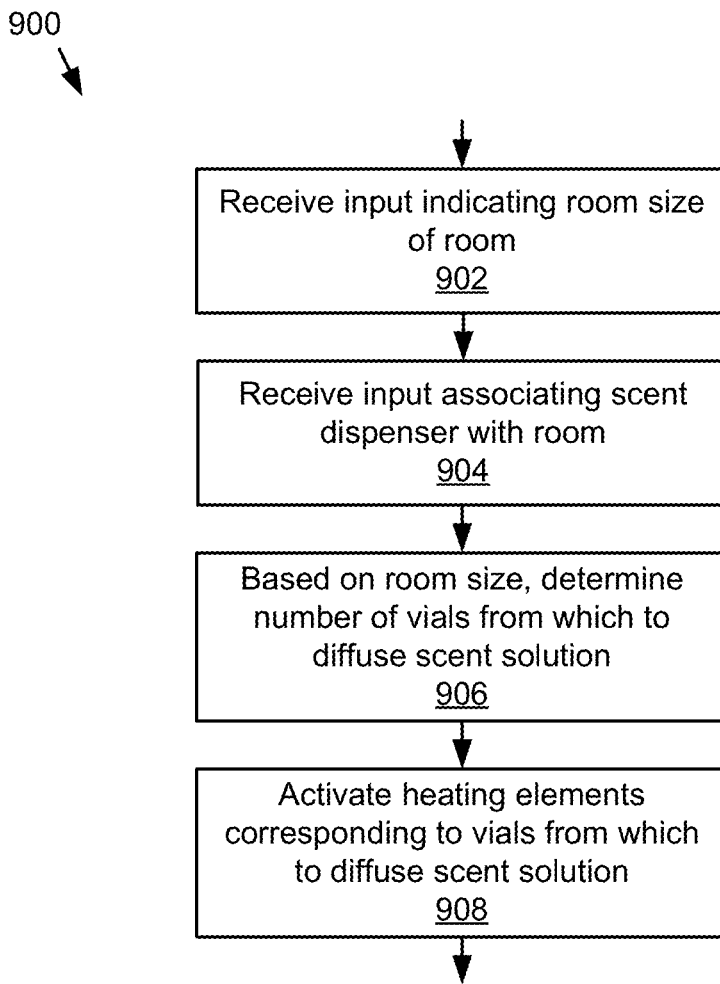 900
Receive input indicating room size
of room
902
Receive input associating scent
dispenser with room
904
Based on room size, determine
number of vials from which to
diffuse scent solution
906
Activate heating elements
corresponding to vials from which
to diffuse scent solution
908